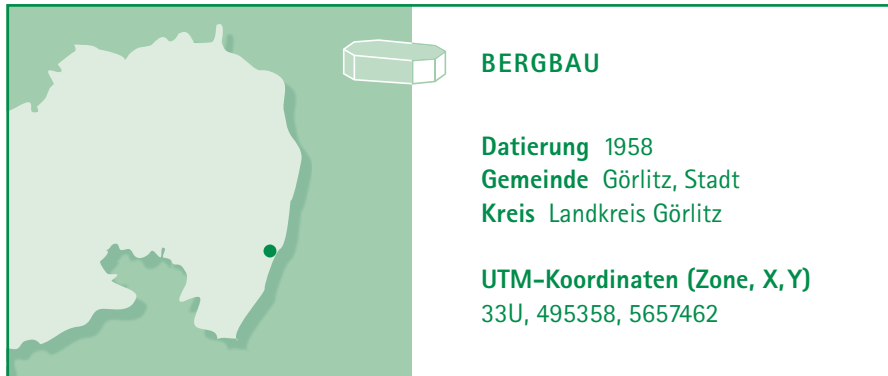 BERGBAU
Datierung 1958
Gemeinde Görlitz, Stadt
Kreis Landkreis Görlitz
UTM-Koordinaten (Zone, X, Y)
33U, 495358, 5657462